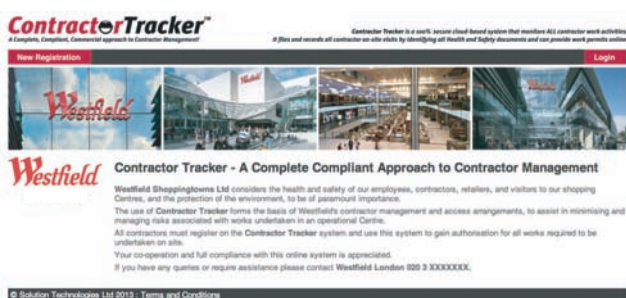 ContractorTracker™
A Complete, Compliant, Commercial approach to Contractor Management!
Contractor Tracker is a 100% secure cloud-based system that monitors ALL contractor work activities
It files and records all contractor on-site visits by identifying all Health and Safety documents and can provide work permits online
New Registration
Login
Westfield
Westfield
Westfield
Westfield
Contractor Tracker - A Complete Compliant Approach to Contractor Management
Westfield Shoppingtowns Ltd considers the health and safety of our employees, contractors, retailers, and visitors to our shopping
Centres, and the protection of the environment, to be of paramount importance.
The use of Contractor Tracker forms the basis of Westfield's contractor management and access arrangements, to assist in minimising and
managing risks associated with works undertaken in an operational Centre.
All contractors must register on the Contractor Tracker system and use this system to gain authorisation for all works required to be
undertaken on site.
Your co-operation and full compliance with this online system is appreciated.
If you have any queries or require assistance please contact Westfield London 020 3 XXXXXXX.
© Solution Technologies Ltd 2013 : Terms and Conditions